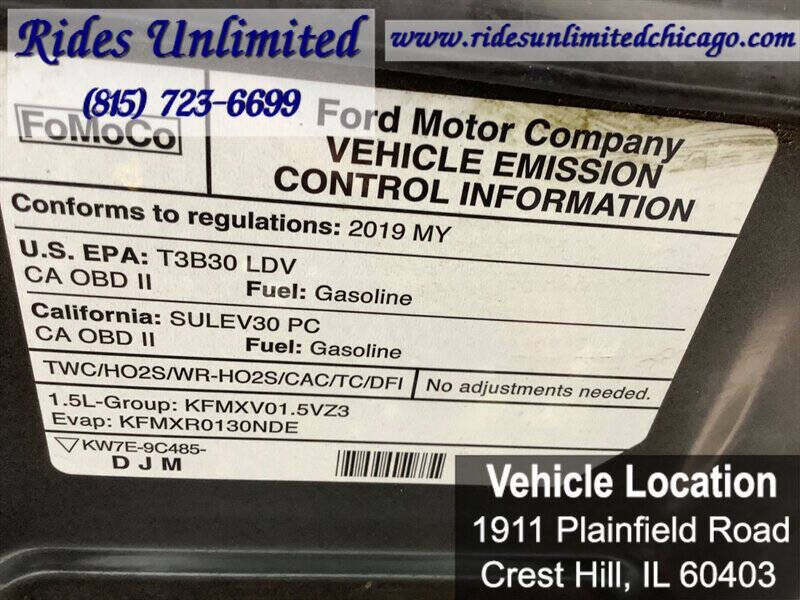 Rides Unlimited
www.ridesunlimitedchicago.com
(815) 723-6699
FoMoCo
Ford Motor Company
VEHICLE EMISSION
CONTROL INFORMATION
Conforms to regulations: 2019 MY
U.S. EPA: T3B30 LDV
CA OBD II Fuel: Gasoline
California: SULEV30 PC
CA OBD II Fuel: Gasoline
TWC/HO2S/WR-HO2S/CAC/TC/DFI No adjustments needed.
1.5L-Group: KFMXV01.5VZ3
Evap: KFMXR0130NDE
KW7E-9C485-
D J M
Vehicle Location
1911 Plainfield Road
Crest Hill, IL 60403